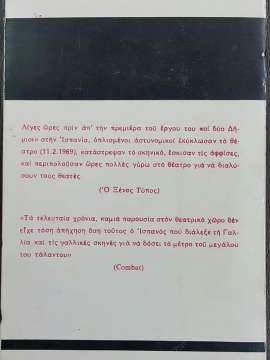 Λίγες ὧρες πρὶν ἀπ' τὴν πρεμιέρα τοῦ ἔργου του καὶ δύο Δή-
μιοι» στὴν Ἱσπανία, ὁπλισμένοι ἀστυνομικοὶ ἐκύκλωσαν τὸ θέ-
ατρο (11.2.1969), κατάστρεψαν τὸ σκηνικό, ἔσκισαν τὶς ἀφφίσες,
καὶ περιπολοῦσαν ὧρες πολλὲς γύρω στὸ θέατρο γιὰ νὰ διαλύ-
σουν τοὺς θεατές.
(Ὁ Ξένος Τύπος)
«Τὰ τελευταῖα χρόνια, καμιὰ παρουσία στὸν θεατρικὸ χῶρο δὲν
εἶχε τόση ἀπήχηση ὅση τοῦτος ὁ Ἱσπανὸς ποὺ διάλεξε τὴ Γαλ-
λία καὶ τὶς γαλλικὲς σκηνὲς γιὰ νὰ δόσει τὸ μέτρο τοῦ μεγάλου
του τάλαντου»
(Combat)